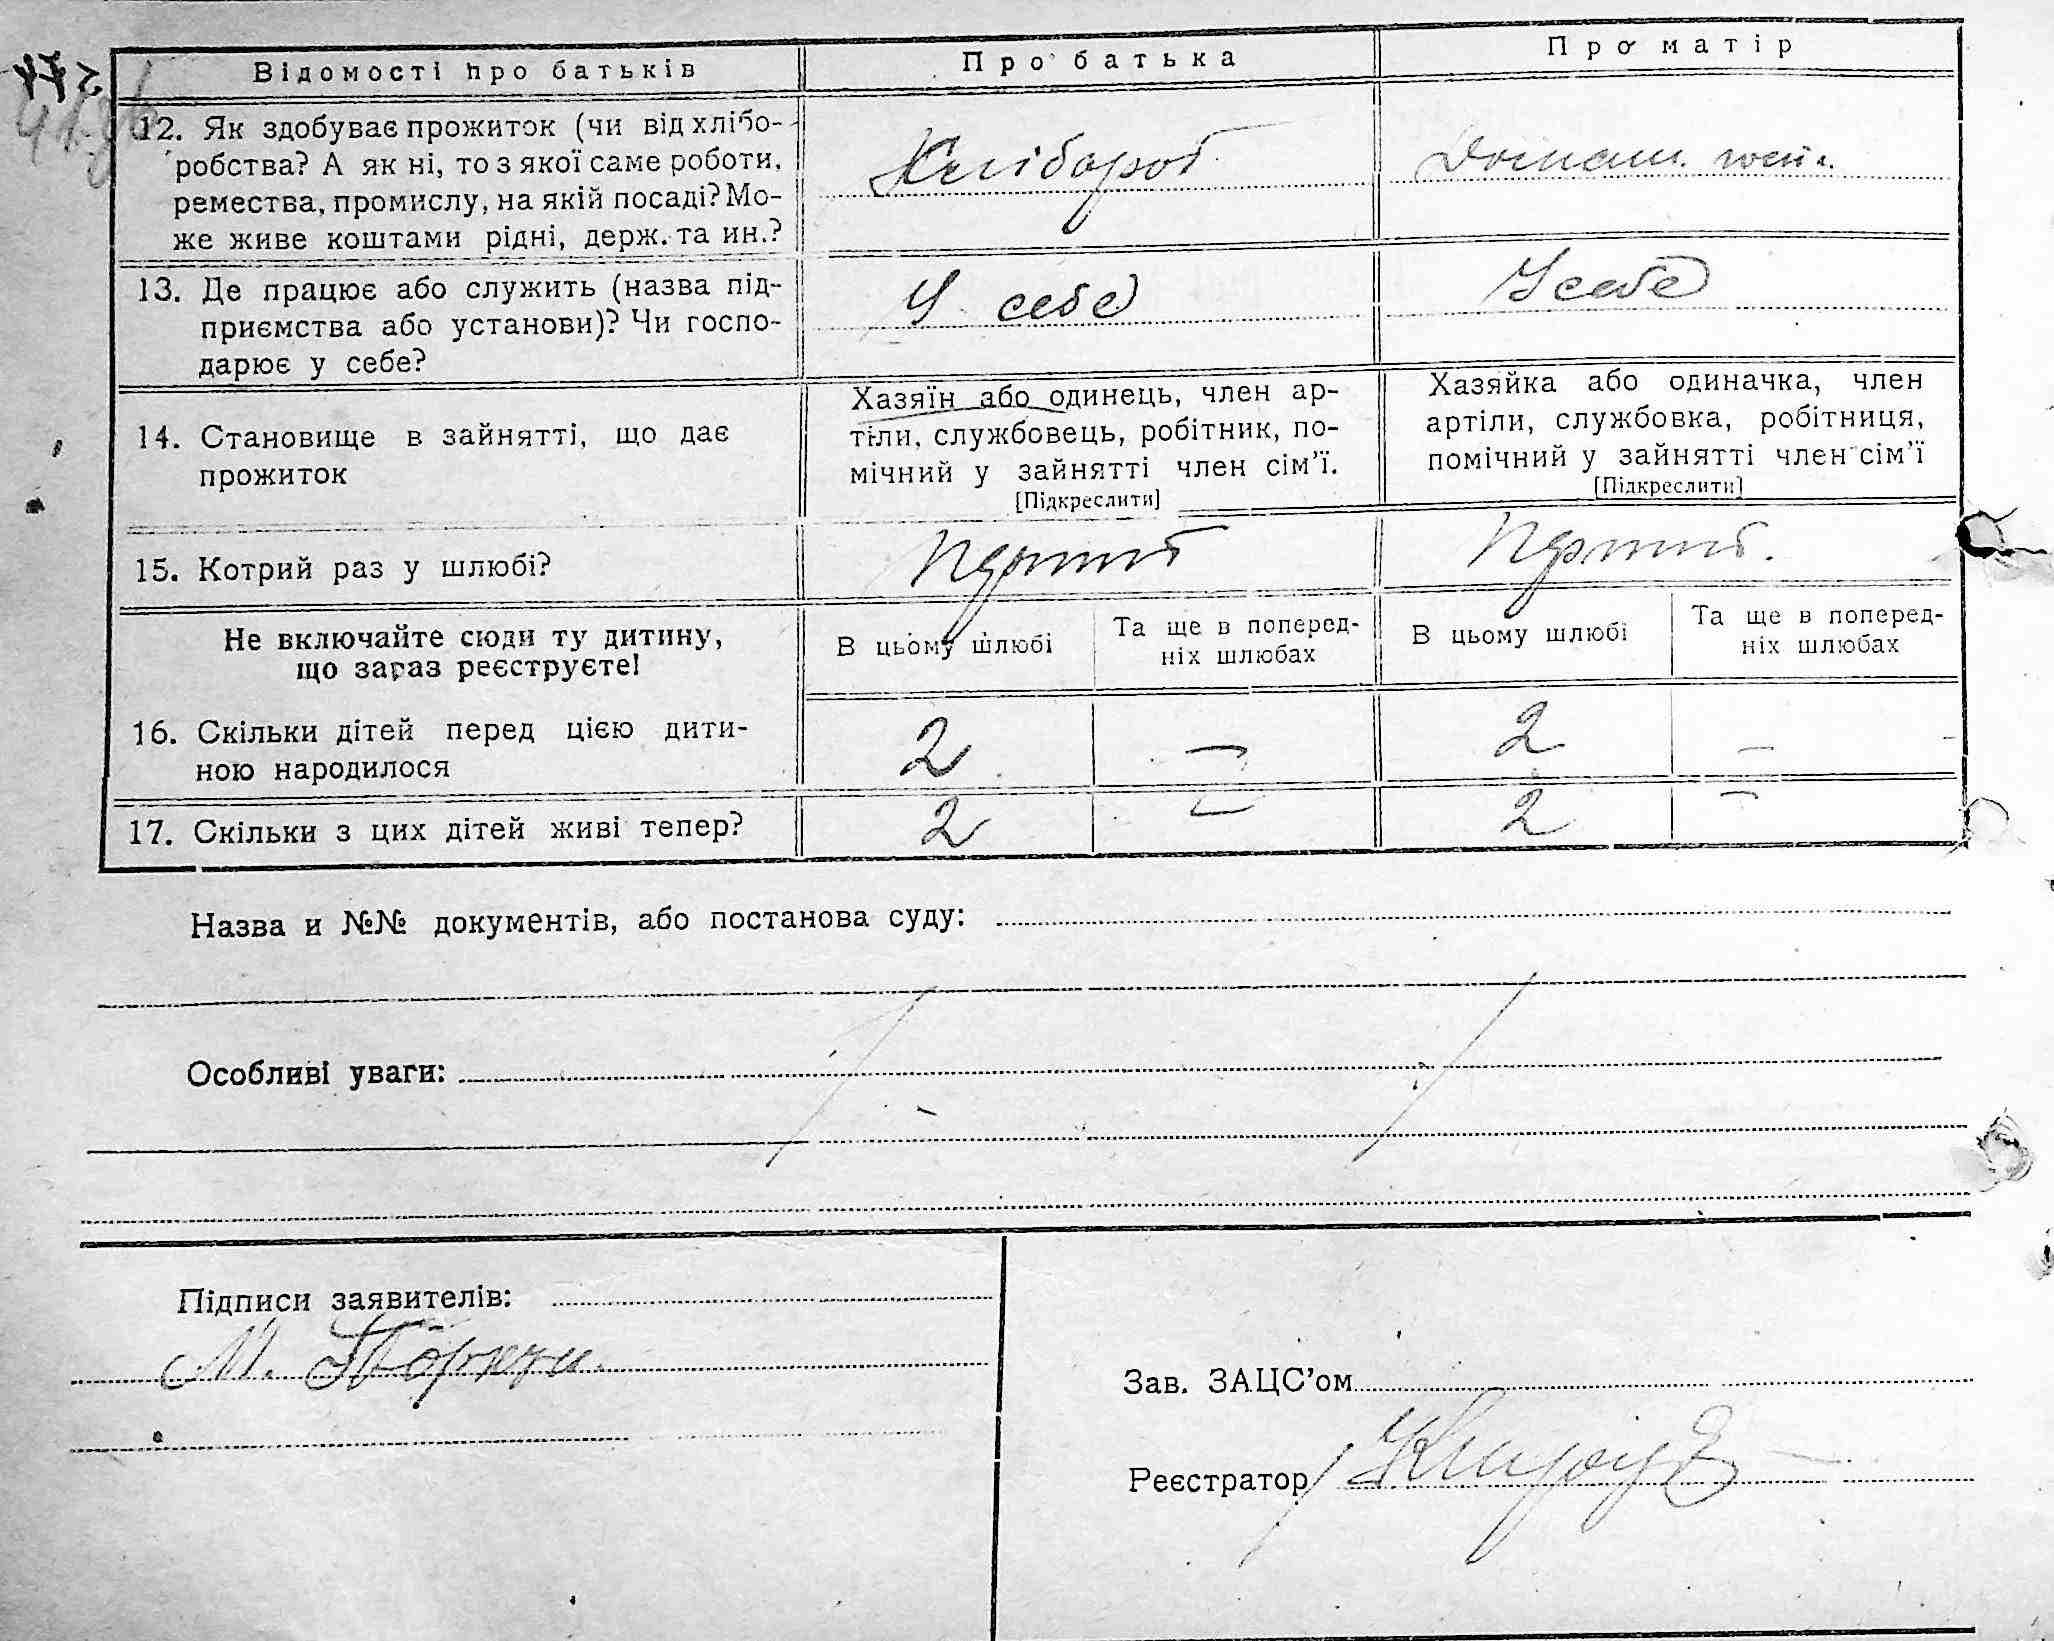 Відомості про батьків
Про батька
Про матір
12. Як здобуває прожиток (чи від хлібо-
робства? А як ні, то з якої саме роботи,
ремества, промислу, на якій посаді? Мо-
же живе коштами рідні, держ. та ин.?
Хлібороб
Домаш.
13. Де працює або служить (назва під-
приємства або установи)? Чи госпо-
дарює у себе?
У себе
У себе
14. Становище в зайнятті, що дає
прожиток
Хазяїн або одинець, член ар-
тіли, службовець, робітник, по-
мічний у зайнятті член сім'ї.
[Підкреслити]
Хазяйка або одиначка, член
артіли, службовка, робітниця,
помічний у зайнятті член сім'ї
[Підкреслити]
15. Котрий раз у шлюбі?
Не включайте сюди ту дитину,
що зараз реєструєте!
В цьому шлюбі
Та ще в поперед-
ніх шлюбах
В цьому шлюбі
Та ще в поперед-
ніх шлюбах
16. Скільки дітей перед цією дити-
ною народилося
2 — 2 —
17. Скільки з цих дітей живі тепер?
2 — 2 —
Назва и №№ документів, або постанова суду:
Особливі уваги:
Підписи заявителів:
М.
Зав. ЗАЦС'ом
Реєстратор